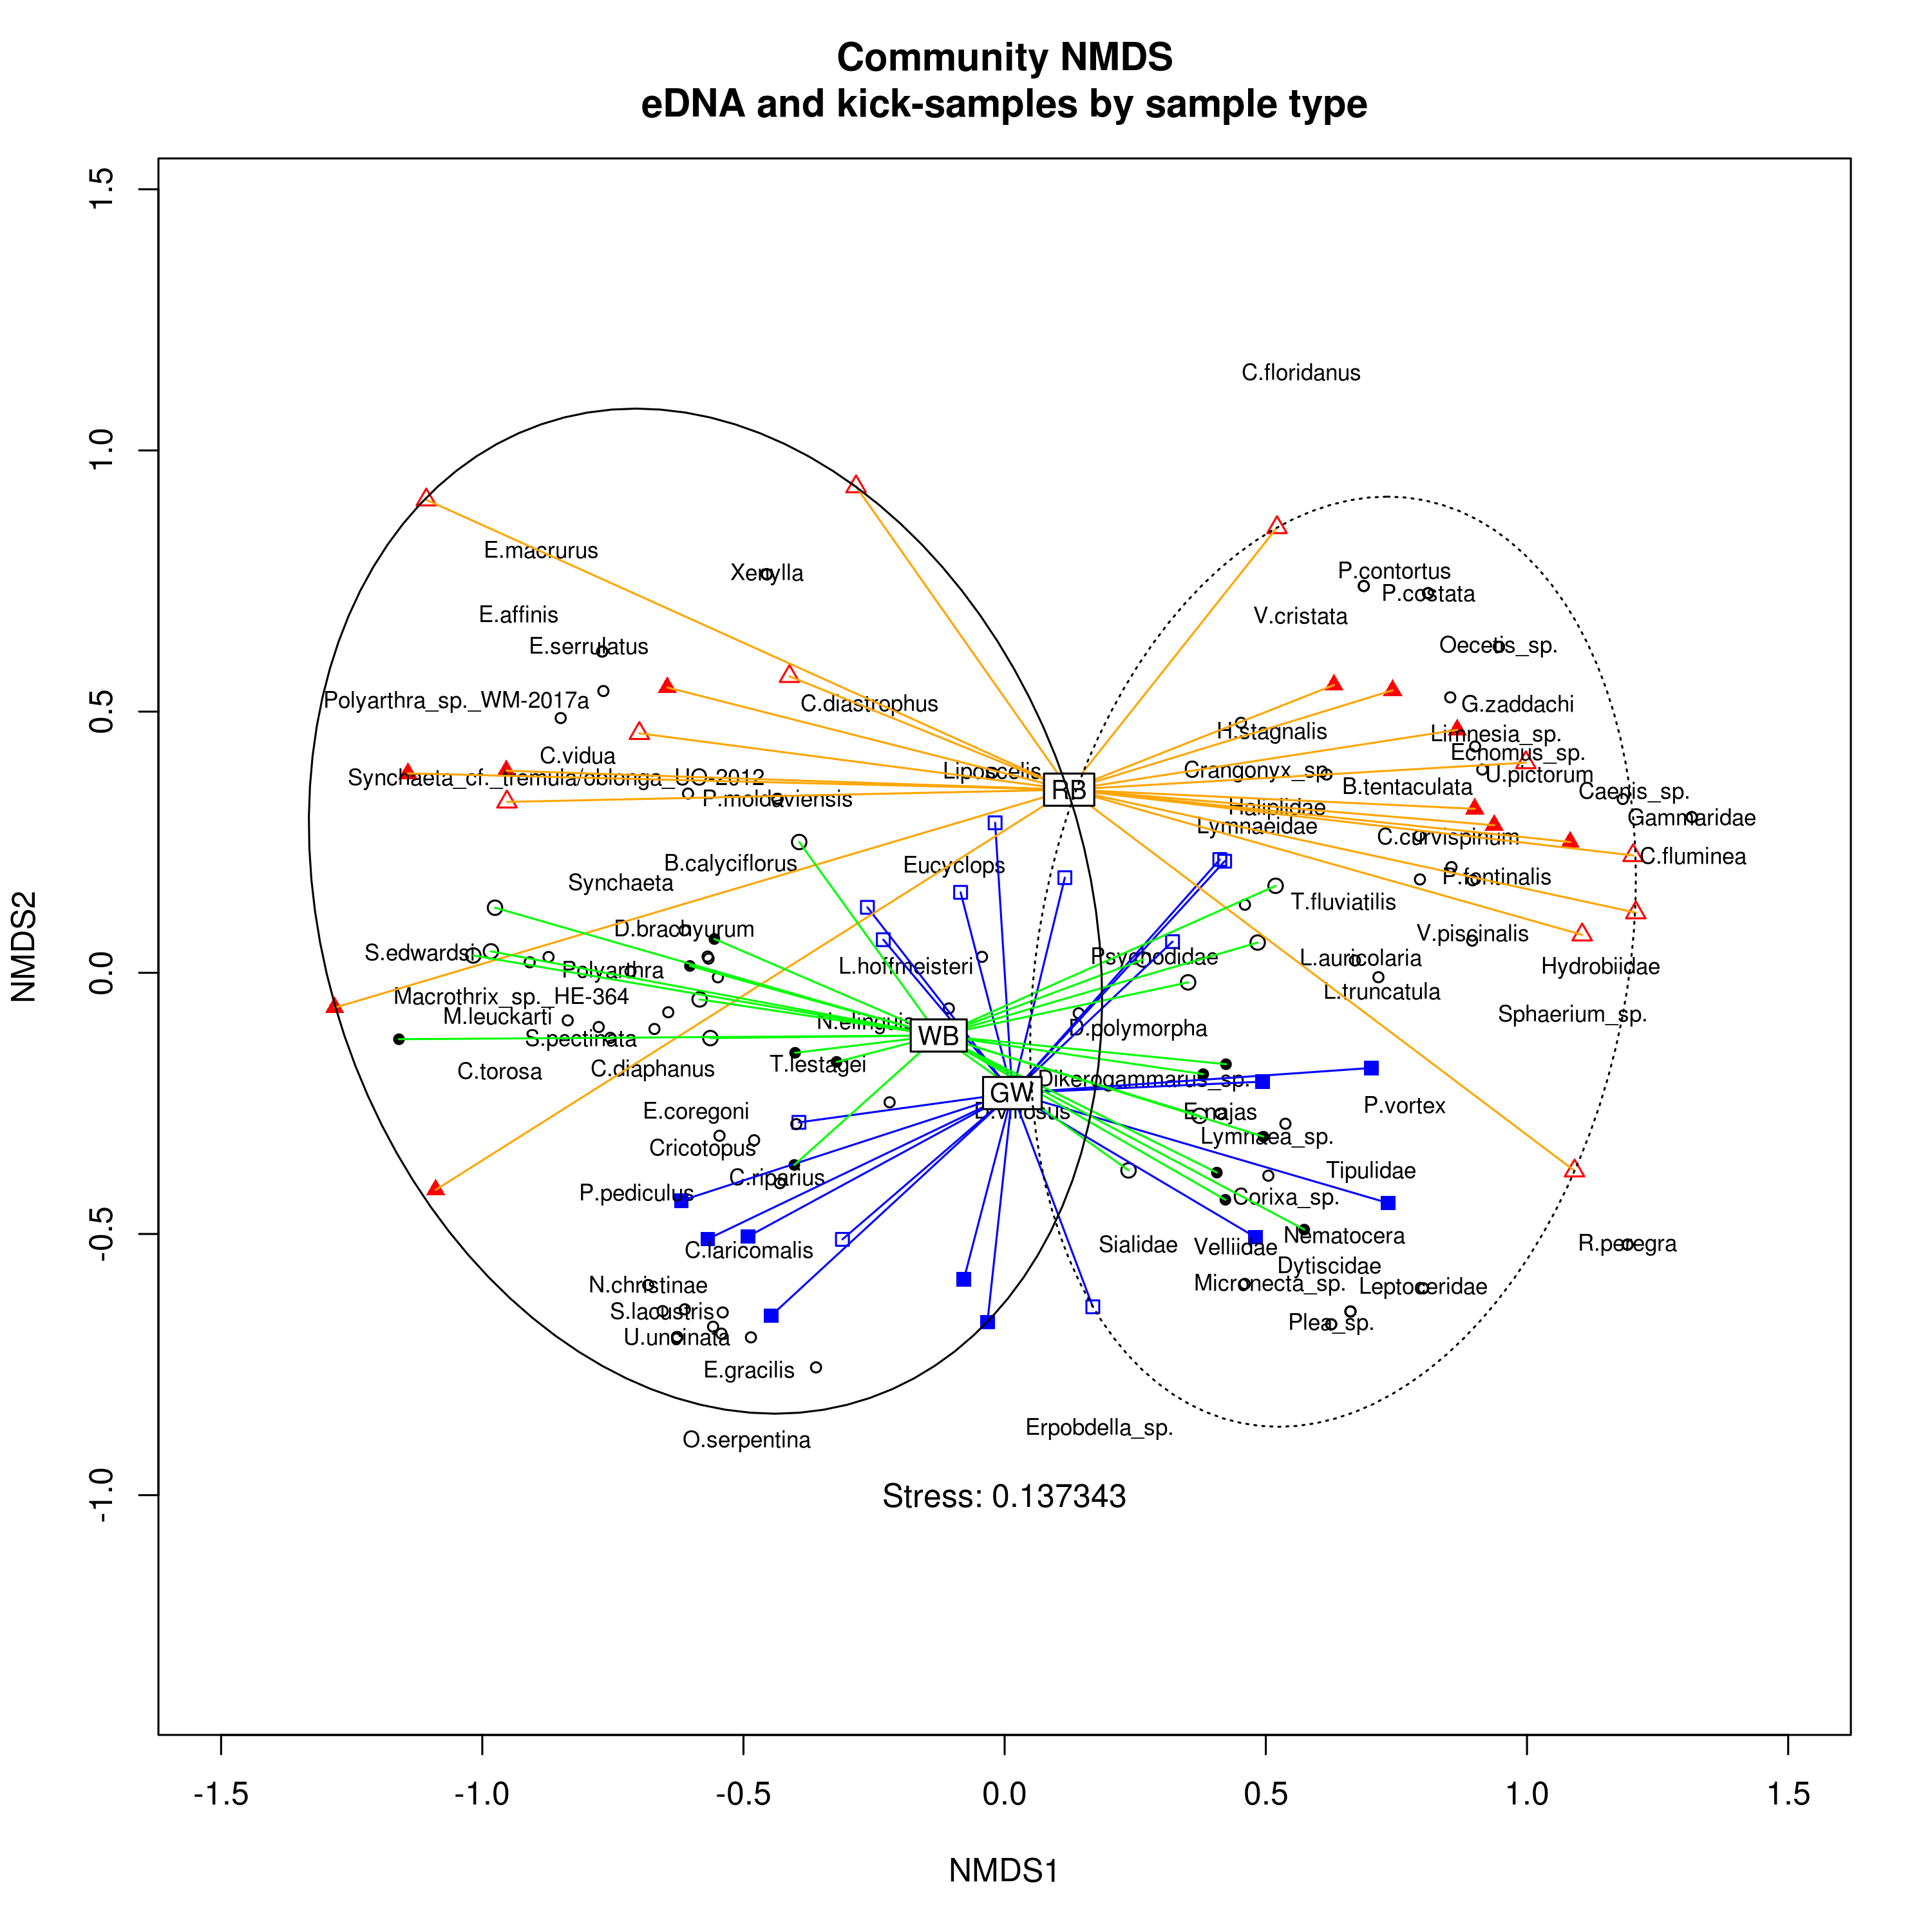 Community NMDS
eDNA and kick-samples by sample type
NMDS2
1.5
1.0
0.5
0.0
-0.5
-1.0
C.floridanus
E.macrurus
Xenylla
P.contortus
P.costata
E.affinis
V.cristata
E.serrulatus
Oecetis_sp.
Polyarthra_sp._WM-2017a
C.diastrophus
G.zaddachi
H.stagnalis
Limnesia_sp.
C.vidua
Echomus_sp.
Synchaeta_cf._tremula/oblonga_UO-2012
Liposcelis
RB
Crangonyx_sp.
U.pictorum
B.tentaculata
Caenis_sp.
P.moldaviensis
Haliplidae
Gammaridae
Lymnaeidae
C.curvispinum
C.fluminea
B.calyciflorus
Eucyclops
Synchaeta
P.fontinalis
T.fluviatilis
D.brachyurum
V.piscinalis
S.edwardsi
Polyarthra
L.hoffmeisteri
Psychodidae
L.auricolaria
Hydrobiidae
Macrothrix_sp._HE-364
L.truncatula
M.leuckarti
Sphaerium_sp.
N.elinguis
WB
D.polymorpha
S.pectinata
C.torosa
C.diaphanus
T.lestagei
GW
Dikerogammarus_sp.
E.coregoni
D.villosus
E.najas
P.vortex
Cricotopus
Lymnaea_sp.
C.riparius
Tipulidae
P.pediculus
Corixa_sp.
C.laricomalis
Sialidae
Velliidae
Nematocera
R.peregra
Dytiscidae
N.christinae
Micronecta_sp.
Leptoceridae
S.lacustris
Plea_sp.
U.uncinata
E.gracilis
Erpobdella_sp.
O.serpentina
Stress: 0.137343
-1.5
-1.0
-0.5
0.0
0.5
1.0
1.5
NMDS1